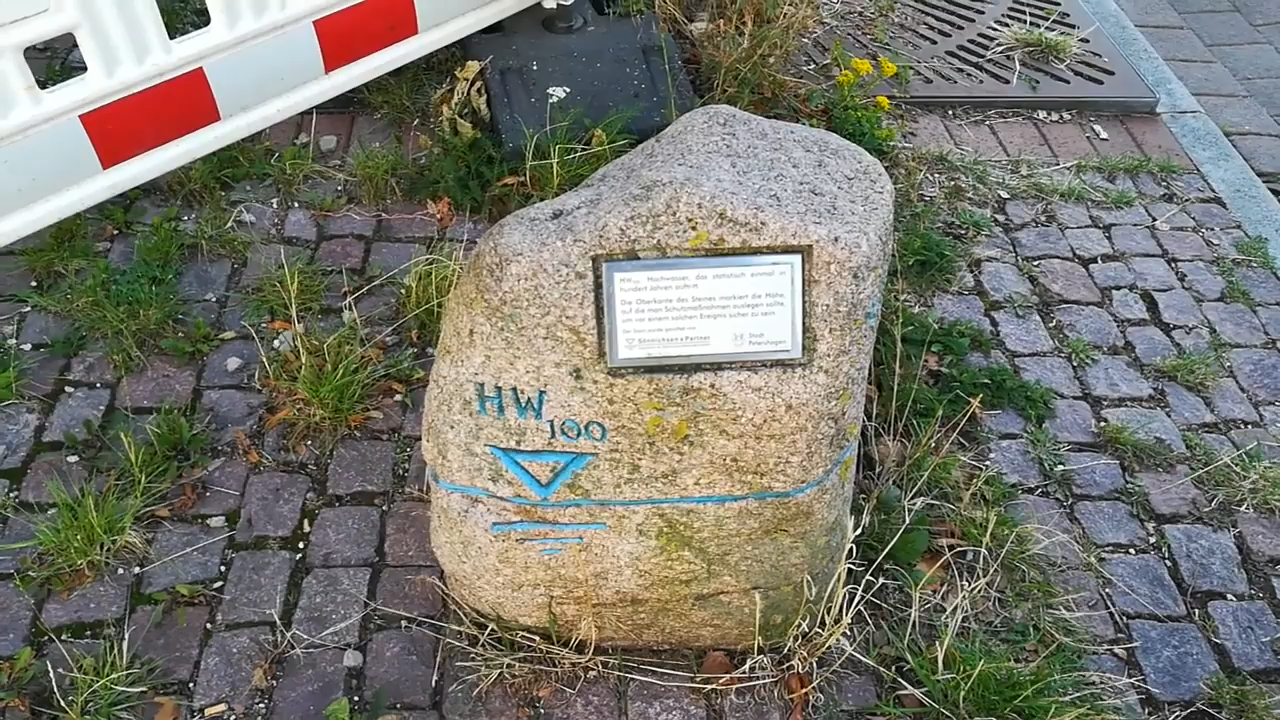 HW100 Hochwasser, das statistisch einmal in
hundert Jahren auftritt
Die Oberkante des Steines markiert die Höhe,
auf die man Schutzmaßnahmen auslegen sollte,
um vor einem solchen Ereignis sicher zu sein.
Der Stein wurde gestiftet von:
Sönnichsen & Partner
Stadt
Petershagen
HW
100